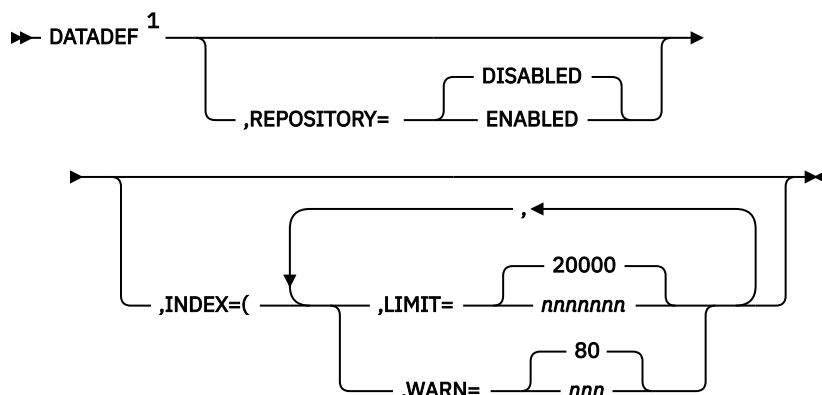 DATADEF 1
DISABLED
,REPOSITORY= ENABLED
,
20000
,INDEX=( ,LIMIT= nnnnnnn
80
,WARN= nnn